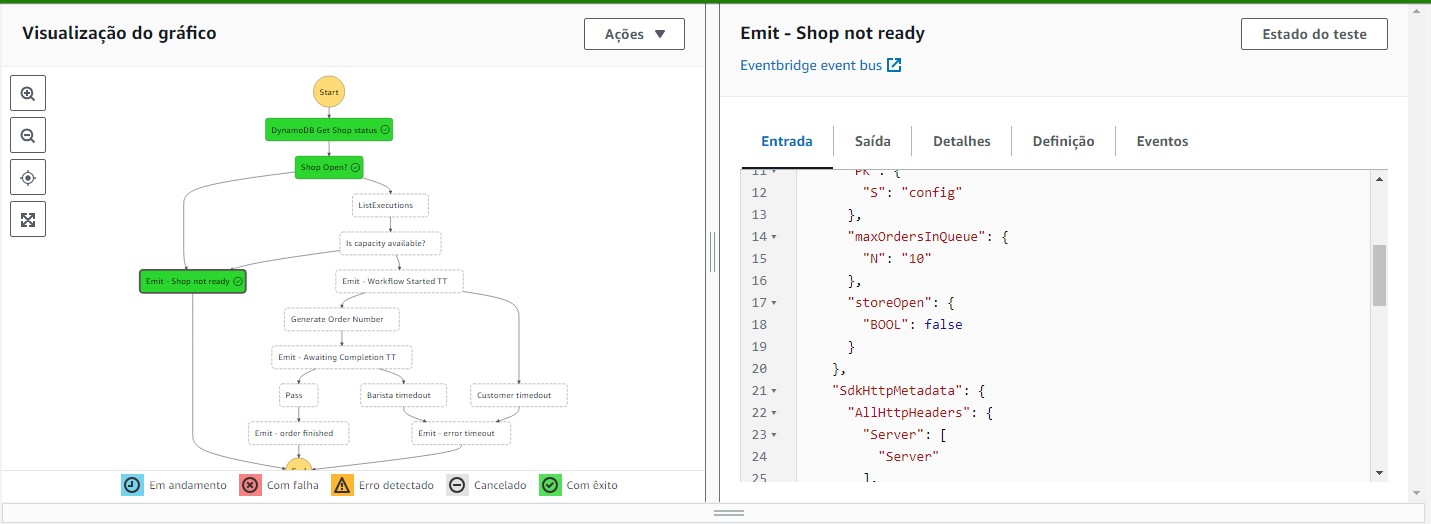 Visualização do gráfico
Ações
Start
DynamoDB Get Shop status
Shop Open?
ListExecutions
Is capacity available?
Emit - Shop not ready
Emit - Workflow Started TT
Generate Order Number
Emit - Awaiting Completion TT
Pass
Barista timedout
Customer timedout
Emit - order finished
Emit - error timeout
Em andamento
Com falha
Erro detectado
Cancelado
Com êxito
Emit - Shop not ready
Estado do teste
Eventbridge event bus
Entrada
Saída
Detalhes
Definição
Eventos
11 "PK": {
12 "S": "config"
13 },
14 "maxOrdersInQueue": {
15 "N": "10"
16 },
17 "storeOpen": {
18 "BOOL": false
19 }
20 },
21 "SdkHttpMetadata": {
22 "AllHttpHeaders": {
23 "Server": [
24 "Server"
25 ],